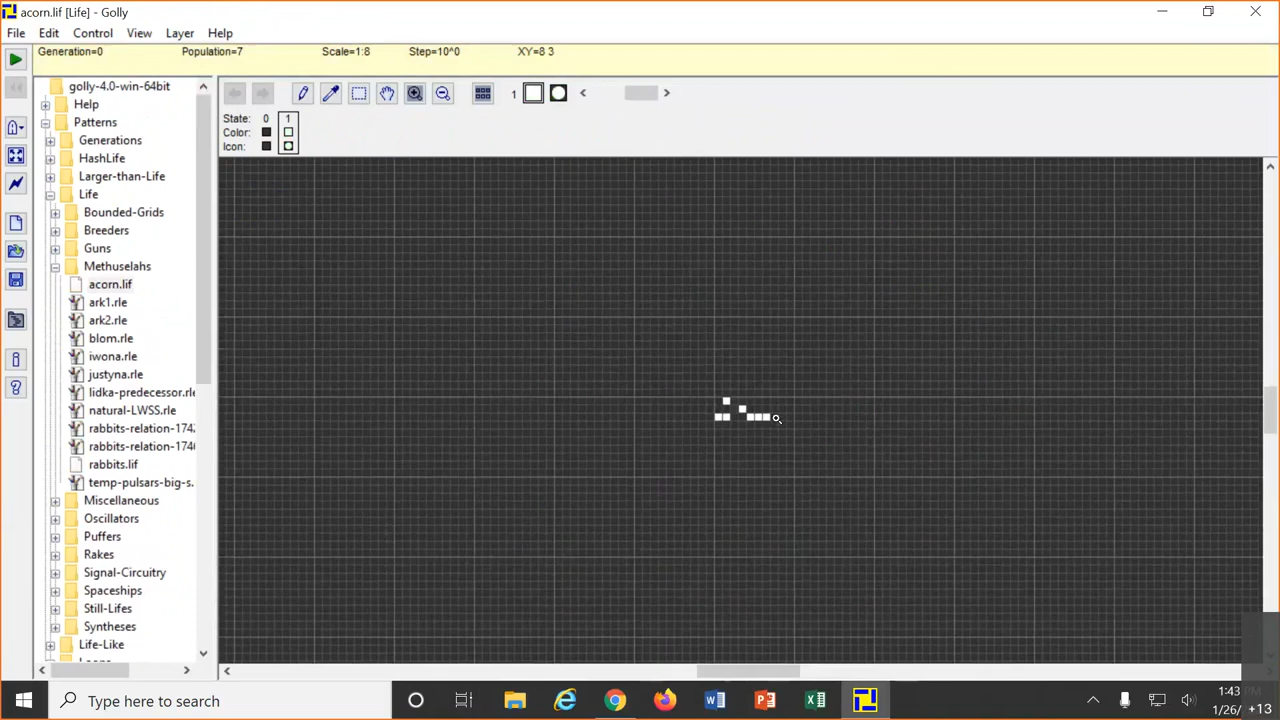 acorn.lif [Life] - Golly
File Edit Control View Layer Help
Generation=0 Population=7 Scale=1:8 Step=10^0 XY=8 3
golly-4.0-win-64bit
Help
Patterns
Generations
HashLife
Larger-than-Life
Life
Bounded-Grids
Breeders
Guns
Methuselahs
acorn.lif
ark1.rle
ark2.rle
blom.rle
iwona.rle
justyna.rle
lidka-predecessor.rle
natural-LWSS.rle
rabbits-relation-174
rabbits-relation-174
rabbits.lif
temp-pulsars-big-s.
Miscellaneous
Oscillators
Puffers
Rakes
Signal-Circuitry
Spaceships
Still-Lifes
Syntheses
Life-Like
1
State: 0 1
Color:
Icon:
Type here to search
1:43 PM
1/26/
+13